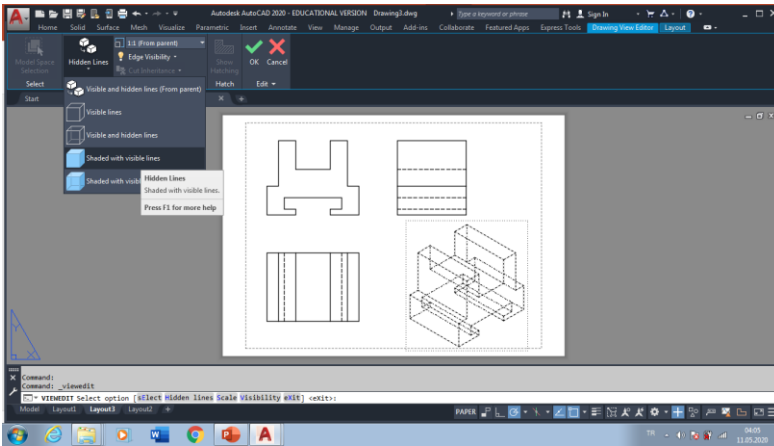 Autodesk AutoCAD 2020 - EDUCATIONAL VERSION Drawing3.dwg
Type a keyword or phrase
Sign In
Home Solid Surface Mesh Visualize Parametric Insert Annotate View Manage Output Add-ins Collaborate Featured Apps Express Tools Drawing View Editor Layout
Model Space
Selection
Select
Hidden Lines
1:1 (From parent)
Edge Visibility
Cut Inheritance
Show
Hatching
Hatch
OK Cancel
Edit
Start
Visible and hidden lines (From parent)
Visible lines
Visible and hidden lines
Shaded with visible lines
Shaded with visibl
Hidden Lines
Shaded with visible lines.
Press F1 for more help
Y
X
Command:
Command: _viewedit
VIEWEDIT Select option [sElect Hidden lines Scale Visibility eXit] <eXit>:
Model Layout1 Layout3 Layout2 +
PAPER
TR
04:05
11.05.2020